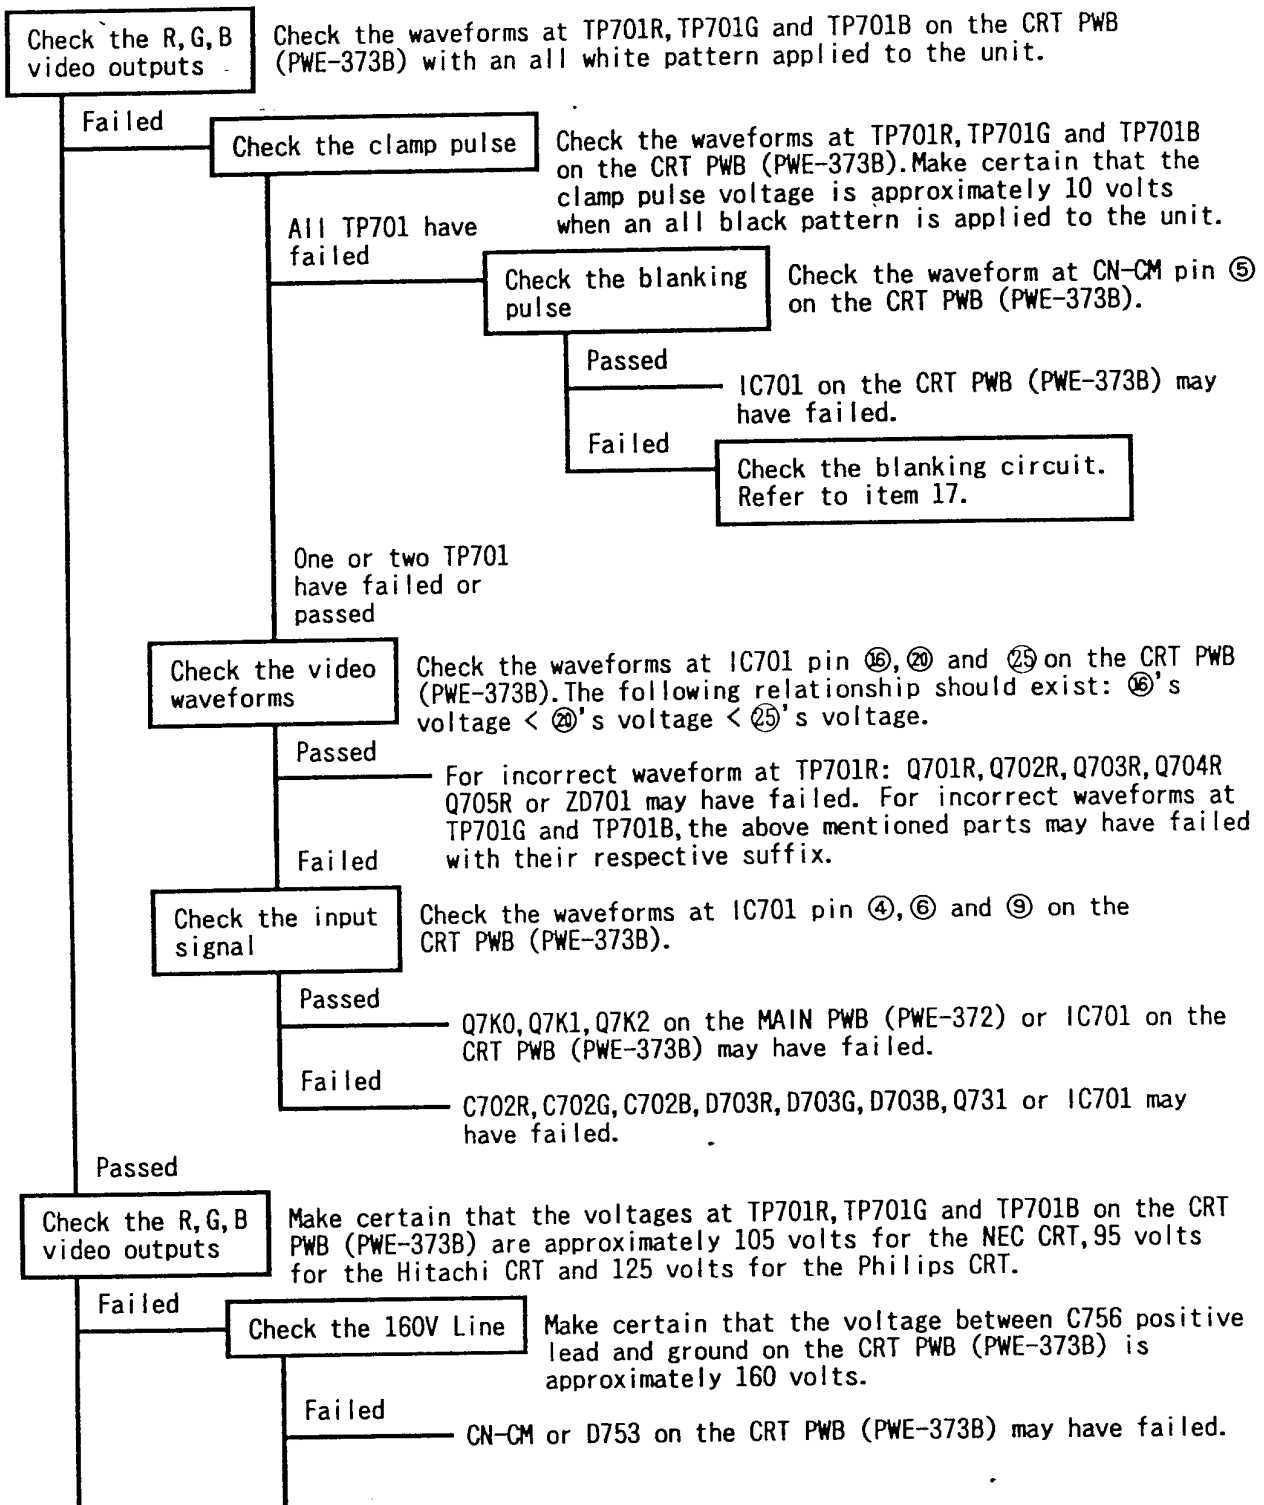 Check the R,G,B
video outputs
Check the waveforms at TP701R,TP701G and TP701B on the CRT PWB
(PWE-373B) with an all white pattern applied to the unit.
Failed
Check the clamp pulse
Check the waveforms at TP701R,TP701G and TP701B
on the CRT PWB (PWE-373B).Make certain that the
clamp pulse voltage is approximately 10 volts
when an all black pattern is applied to the unit.
All TP701 have
failed
Check the blanking
pulse
Check the waveform at CN-CM pin ⑤
on the CRT PWB (PWE-373B).
Passed
IC701 on the CRT PWB (PWE-373B) may
have failed.
Failed
Check the blanking circuit.
Refer to item 17.
One or two TP701
have failed or
passed
Check the video
waveforms
Check the waveforms at IC701 pin ⑯,⑳ and ㉕ on the CRT PWB
(PWE-373B).The following relationship should exist: ⑯'s
voltage < ⑳'s voltage < ㉕'s voltage.
Passed
For incorrect waveform at TP701R: Q701R,Q702R,Q703R,Q704R
Q705R or ZD701 may have failed. For incorrect waveforms at
TP701G and TP701B,the above mentioned parts may have failed
with their respective suffix.
Failed
Check the input
signal
Check the waveforms at IC701 pin ④,⑥ and ⑨ on the
CRT PWB (PWE-373B).
Passed
Q7K0,Q7K1,Q7K2 on the MAIN PWB (PWE-372) or IC701 on the
CRT PWB (PWE-373B) may have failed.
Failed
C702R,C702G,C702B,D703R,D703G,D703B,Q731 or IC701 may
have failed.
Passed
Check the R,G,B
video outputs
Make certain that the voltages at TP701R,TP701G and TP701B on the CRT
PWB (PWE-373B) are approximately 105 volts for the NEC CRT,95 volts
for the Hitachi CRT and 125 volts for the Philips CRT.
Failed
Check the 160V Line
Make certain that the voltage between C756 positive
lead and ground on the CRT PWB (PWE-373B) is
approximately 160 volts.
Failed
CN-CM or D753 on the CRT PWB (PWE-373B) may have failed.